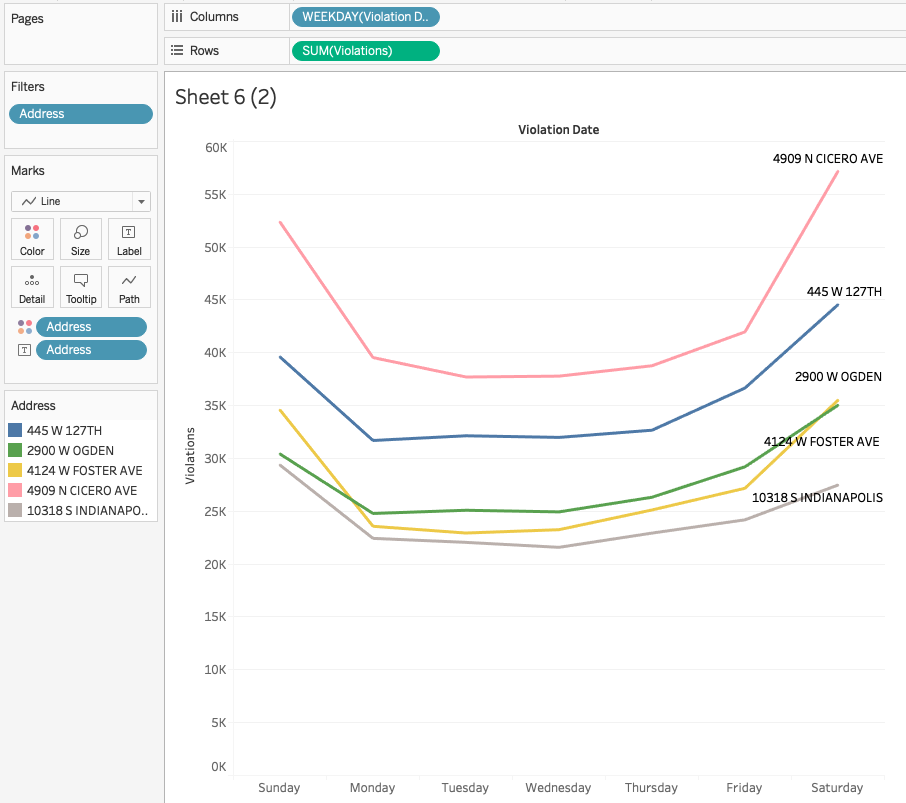 Pages
Columns
WEEKDAY(Violation D..
Rows
SUM(Violations)
Filters
Address
Marks
Line
Color
Size
Label
Detail
Tooltip
Path
Address
Address
Address
445 W 127TH
2900 W OGDEN
4124 W FOSTER AVE
4909 N CICERO AVE
10318 S INDIANAPO..
Sheet 6 (2)
Violation Date
60K
55K
50K
45K
40K
35K
30K
25K
20K
15K
10K
5K
0K
Violations
4909 N CICERO AVE
445 W 127TH
2900 W OGDEN
4124 W FOSTER AVE
10318 S INDIANAPOLIS
Sunday Monday Tuesday Wednesday Thursday Friday Saturday